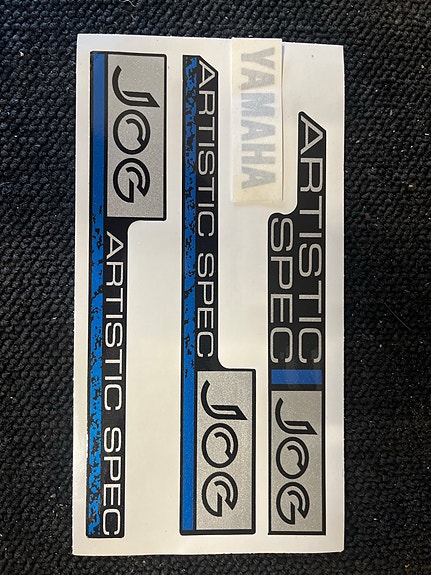 JOG
ARTISTIC SPEC
ARTISTIC SPEC
JOG
YAMAHA
ARTISTIC
SPEC
JOG